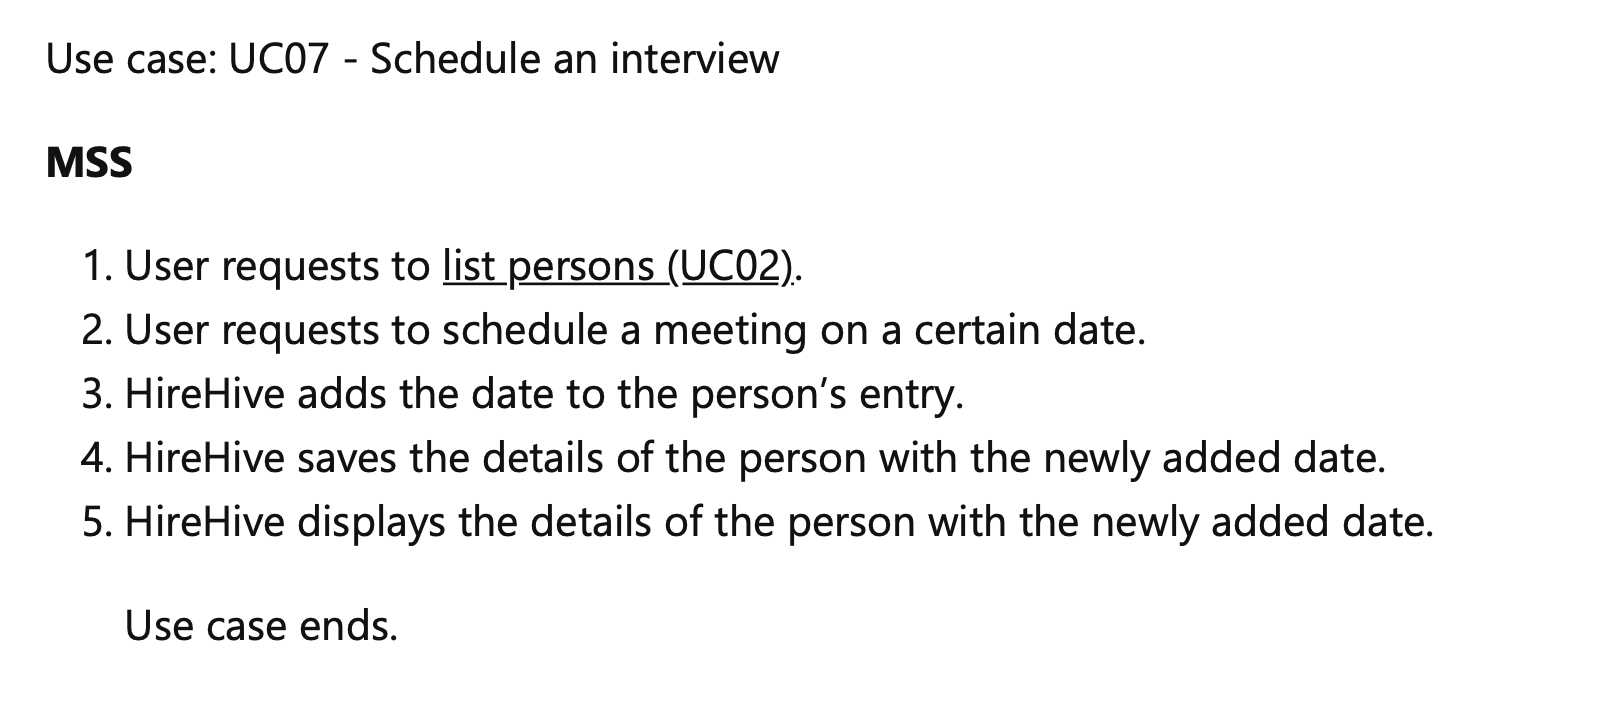 Use case: UC07 - Schedule an interview
MSS
1. User requests to list persons (UC02).
2. User requests to schedule a meeting on a certain date.
3. HireHive adds the date to the person’s entry.
4. HireHive saves the details of the person with the newly added date.
5. HireHive displays the details of the person with the newly added date.
Use case ends.